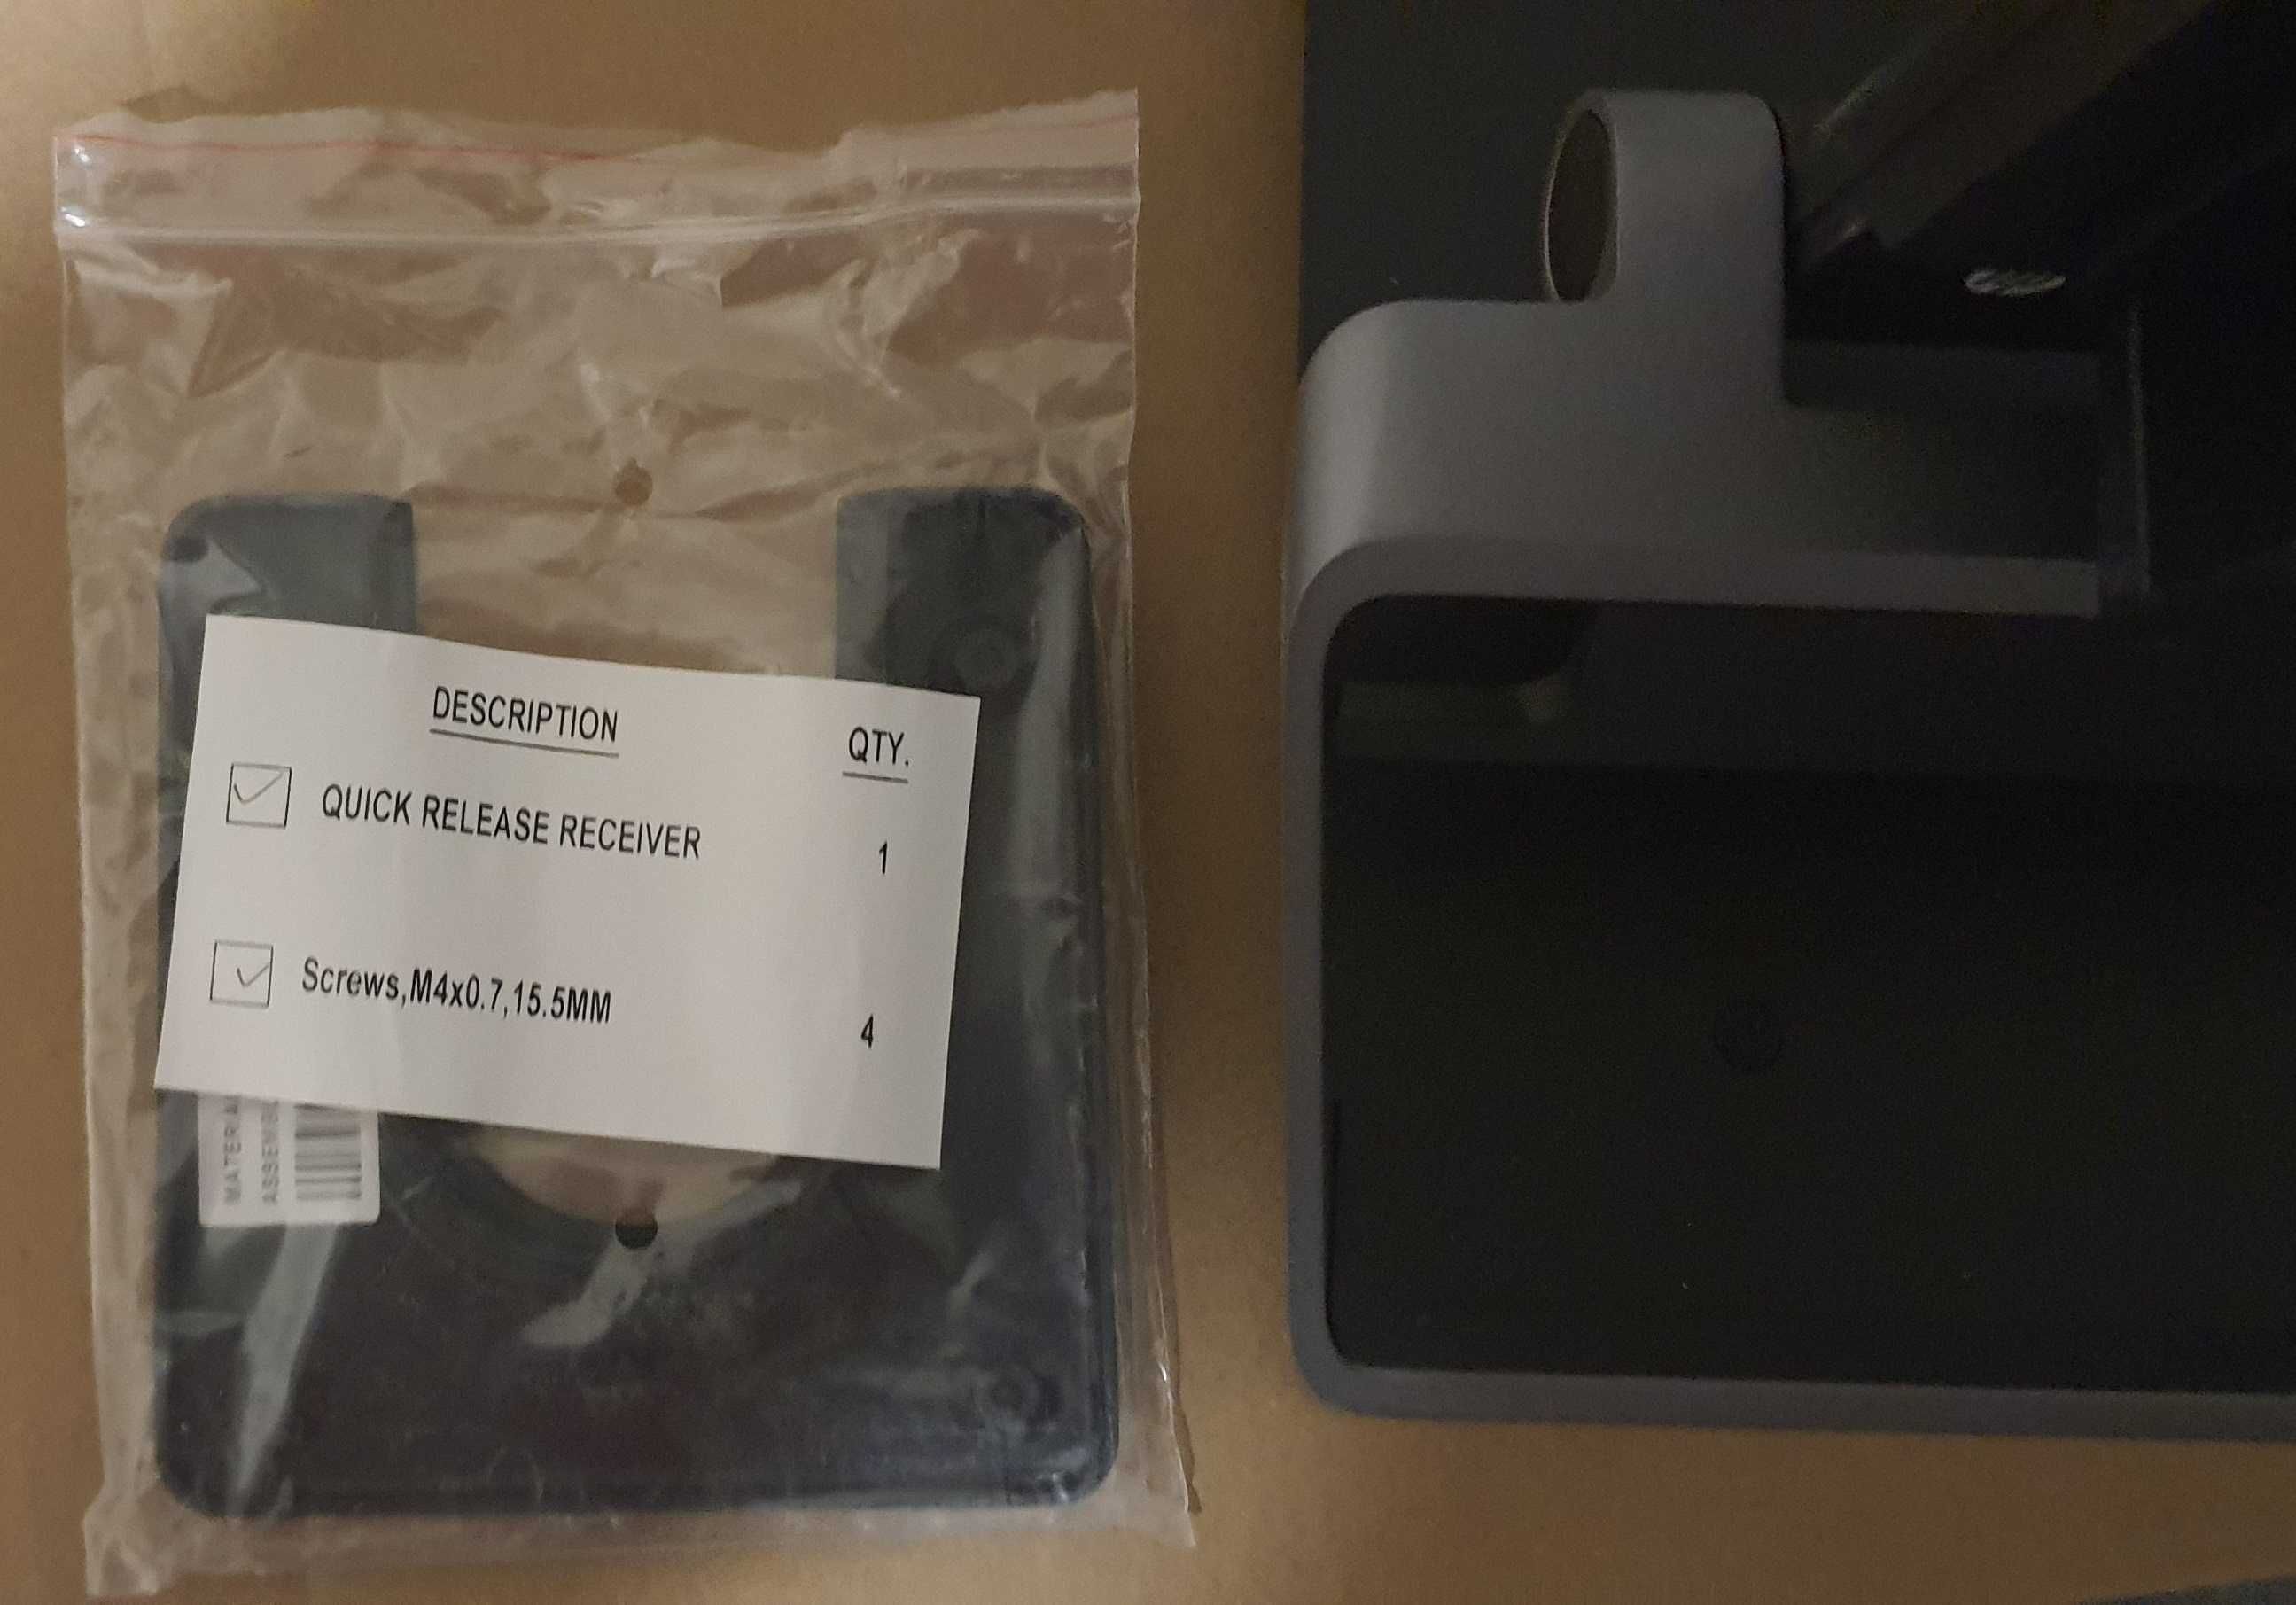 DESCRIPTION QTY.
QUICK RELEASE RECEIVER 1
Screws,M4x0.7,15.5MM 4